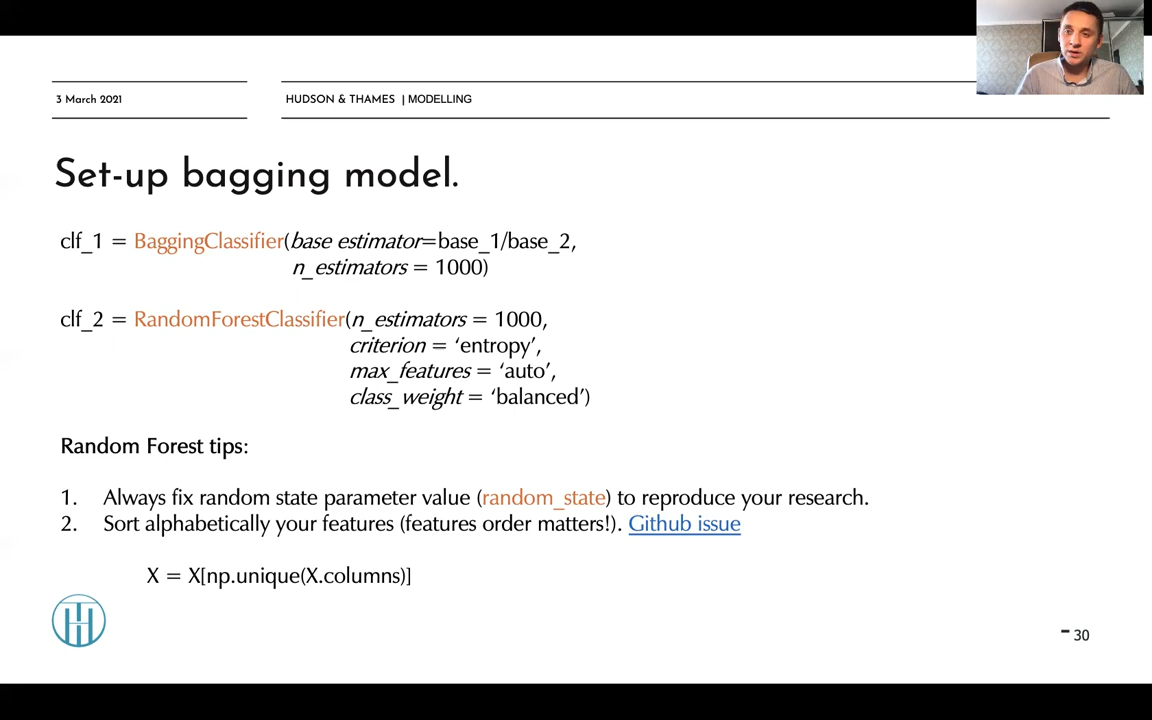 3 March 2021
HUDSON & THAMES | MODELLING
Set-up bagging model.
clf_1 = BaggingClassifier(base estimator=base_1/base_2,
n_estimators = 1000)
clf_2 = RandomForestClassifier(n_estimators = 1000,
criterion = ‘entropy’,
max_features = ‘auto’,
class_weight = ‘balanced’)
Random Forest tips:
1. Always fix random state parameter value (random_state) to reproduce your research.
2. Sort alphabetically your features (features order matters!). Github issue
X = X[np.unique(X.columns)]
- 30